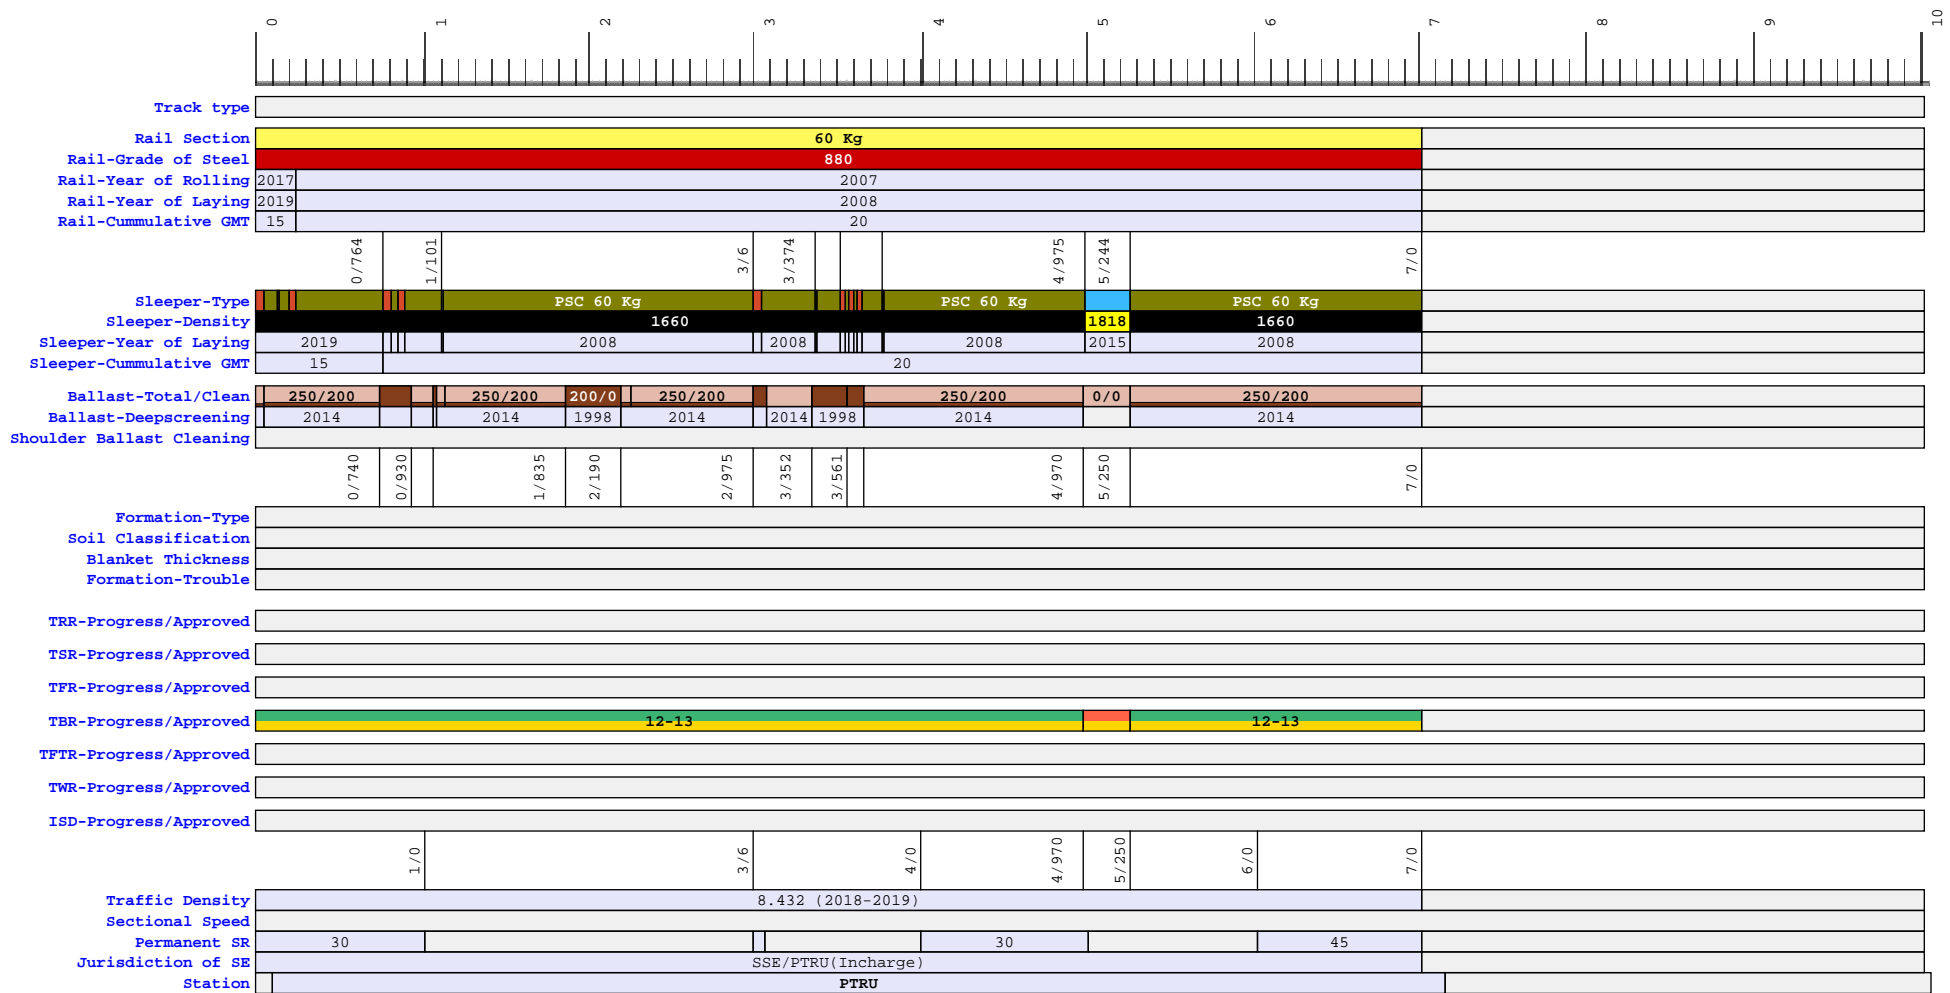 0 1 2 3 4 5 6 7 8 9 10
Track type
Rail Section 60 Kg
Rail-Grade of Steel 880
Rail-Year of Rolling 2017 2007
Rail-Year of Laying 2019 2008
Rail-Cummulative GMT 15 20
0/764 1/101 3/6 3/374 4/975 5/244 7/0
Sleeper-Type PSC 60 Kg PSC 60 Kg PSC 60 Kg
Sleeper-Density 1660 1818 1660
Sleeper-Year of Laying 2019 2008 2008 2008 2015 2008
Sleeper-Cummulative GMT 15 20
Ballast-Total/Clean 250/200 250/200 200/0 250/200 250/200 0/0 250/200
Ballast-Deepscreening 2014 2014 1998 2014 2014 1998 2014 2014
Shoulder Ballast Cleaning
0/740 0/930 1/835 2/190 2/975 3/352 3/561 4/970 5/250 7/0
Formation-Type
Soil Classification
Blanket Thickness
Formation-Trouble
TRR-Progress/Approved
TSR-Progress/Approved
TFR-Progress/Approved
TBR-Progress/Approved 12-13 12-13
TFTR-Progress/Approved
TWR-Progress/Approved
ISD-Progress/Approved
1/0 3/6 4/0 4/970 5/250 6/0 7/0
Traffic Density 8.432 (2018-2019)
Sectional Speed
Permanent SR 30 30 45
Jurisdiction of SE SSE/PTRU(Incharge)
Station PTRU